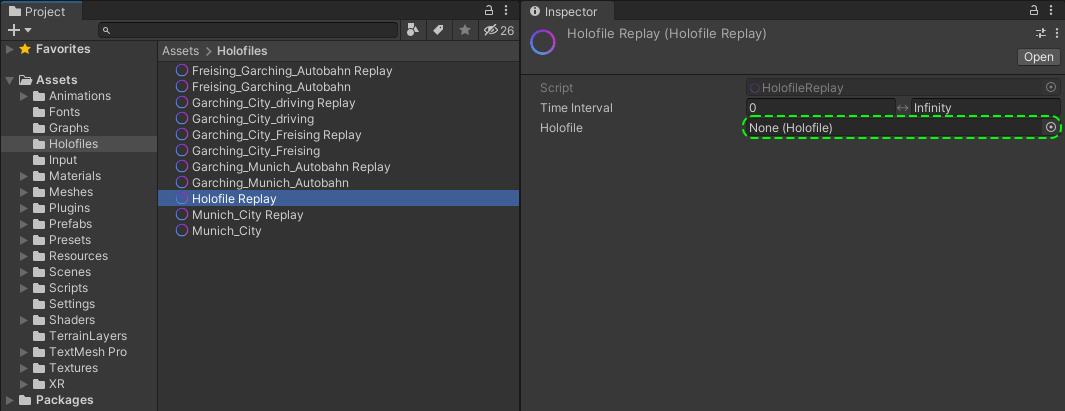 Project
26
Favorites
Assets
Animations
Fonts
Graphs
Holofiles
Input
Materials
Meshes
Plugins
Prefabs
Presets
Resources
Scenes
Scripts
Settings
Shaders
TerrainLayers
TextMesh Pro
Textures
XR
Packages
Assets > Holofiles
Freising_Garching_Autobahn Replay
Freising_Garching_Autobahn
Garching_City_driving Replay
Garching_City_driving
Garching_City_Freising Replay
Garching_City_Freising
Garching_Munich_Autobahn Replay
Garching_Munich_Autobahn
Holofile Replay
Munich_City Replay
Munich_City
Inspector
Holofile Replay (Holofile Replay)
Open
Script HolofileReplay
Time Interval 0 ↔ Infinity
Holofile None (Holofile)